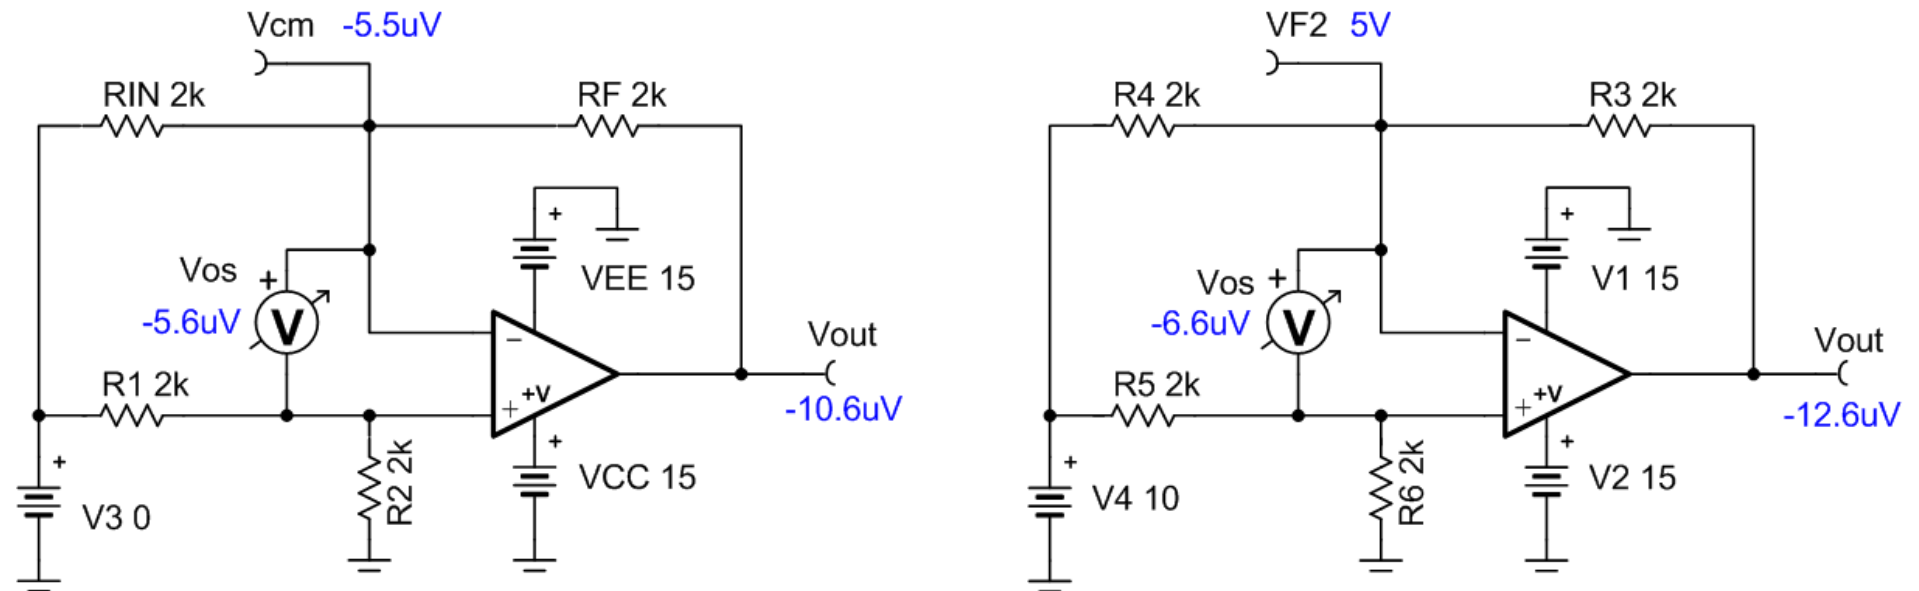 Vcm -5.5uV
VF2 5V
RIN 2k
RF 2k
R4 2k
R3 2k
+
+
VEE 15
V1 15
Vos +
-5.6uV
V
Vos +
-6.6uV
V
−
+ +V
Vout
-10.6uV
−
+ +V
Vout
-12.6uV
R1 2k
R5 2k
+
+
VCC 15
V2 15
R2 2k
R6 2k
+
V3 0
+
V4 10